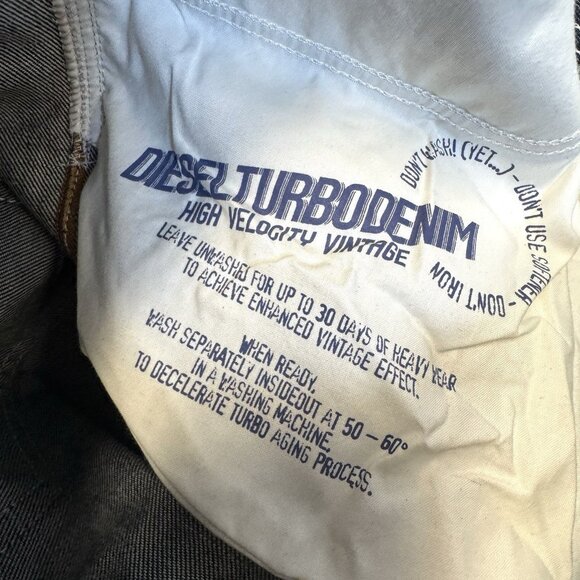 DIESELTURBODENIM
HIGH VELOCITY VINTAGE
LEAVE UNWASHED FOR UP TO 30 DAYS OF HEAVY WEAR
TO ACHIEVE ENHANCED VINTAGE EFFECT.
WHEN READY,
WASH SEPARATELY INSIDEOUT AT 50 – 60°
IN A WASHING MACHINE,
TO DECELERATE TURBO AGING PROCESS.
DON'T WASH! (YET...) - DON'T USE SOFTENER - DON'T IRON